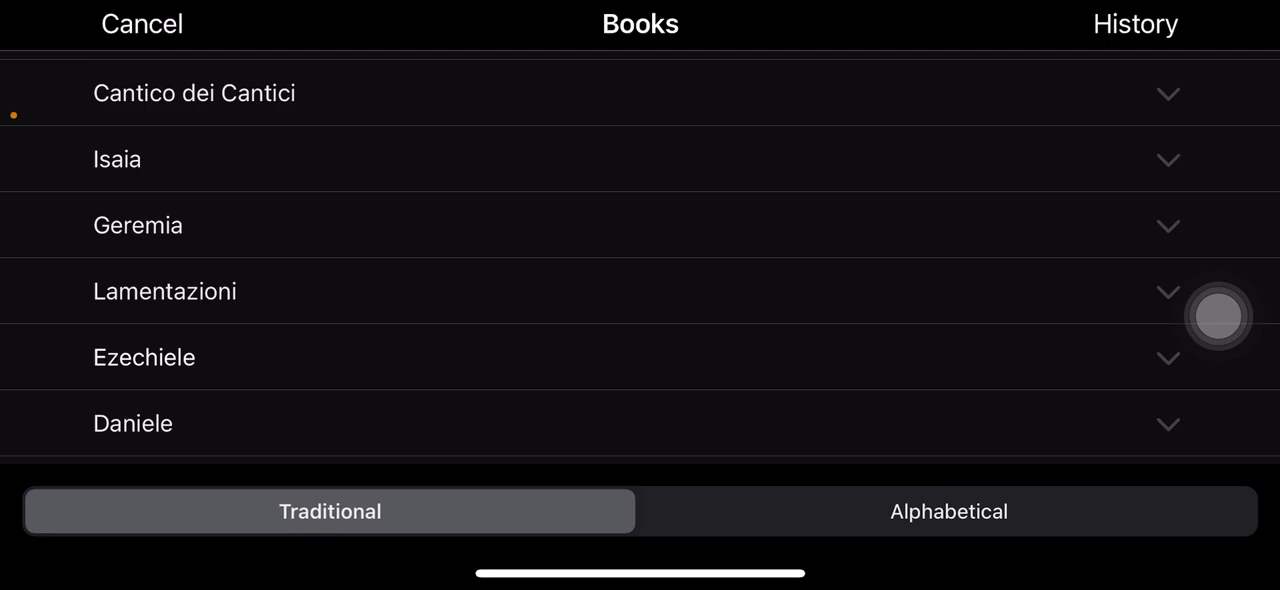 Cancel Books History
Cantico dei Cantici
Isaia
Geremia
Lamentazioni
Ezechiele
Daniele
Traditional Alphabetical